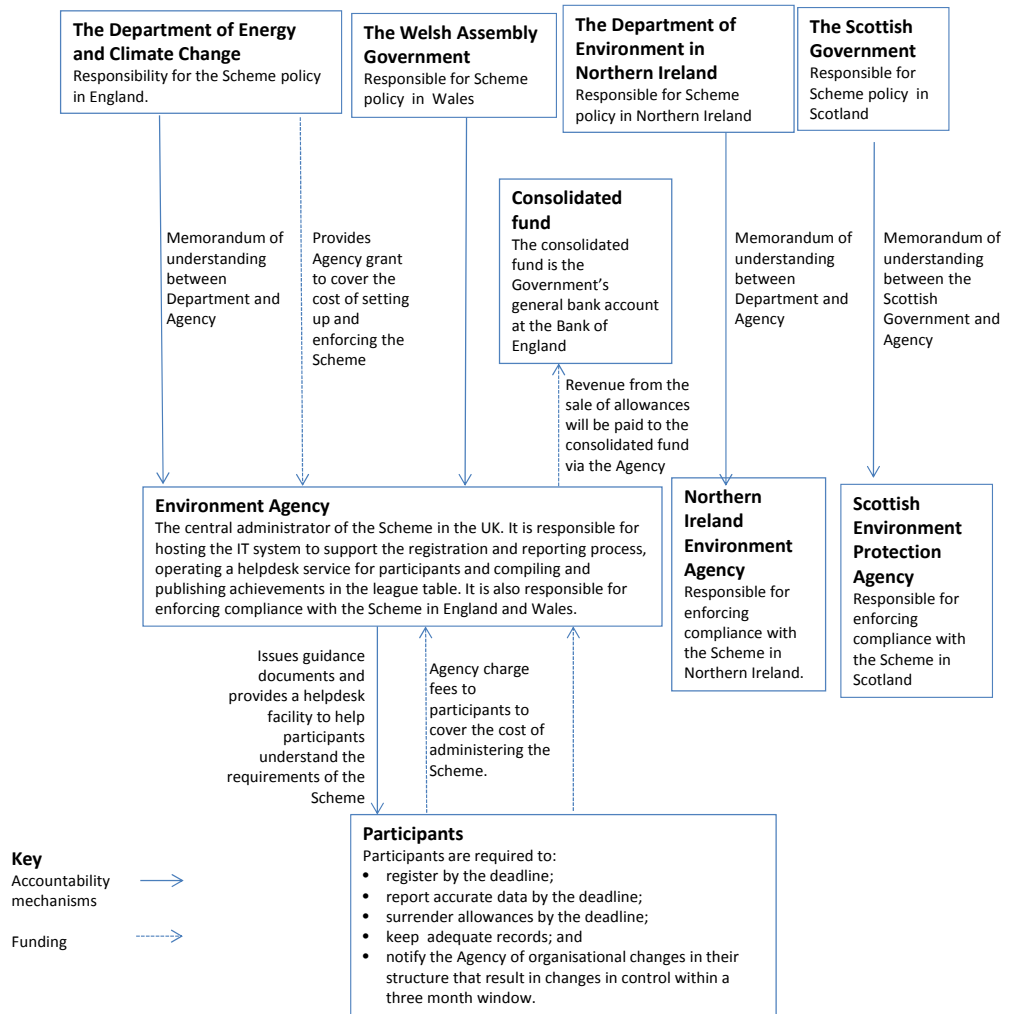 The Department of Energy
and Climate Change
Responsibility for the Scheme policy
in England.
The Welsh Assembly
Government
Responsible for Scheme
policy in Wales
The Department of
Environment in
Northern Ireland
Responsible for Scheme
policy in Northern Ireland
The Scottish
Government
Responsible for
Scheme policy in
Scotland
Memorandum of
understanding
between
Department and
Agency
Provides
Agency grant
to cover the
cost of setting
up and
enforcing the
Scheme
Consolidated
fund
The consolidated
fund is the
Government's
general bank account
at the Bank of
England
Revenue from the
sale of allowances
will be paid to the
consolidated fund
via the Agency
Memorandum of
understanding
between
Department and
Agency
Memorandum of
understanding
between the
Scottish
Government and
Agency
Environment Agency
The central administrator of the Scheme in the UK. It is responsible for
hosting the IT system to support the registration and reporting process,
operating a helpdesk service for participants and compiling and
publishing achievements in the league table. It is also responsible for
enforcing compliance with the Scheme in England and Wales.
Northern
Ireland
Environment
Agency
Responsible for
enforcing
compliance with
the Scheme in
Northern Ireland.
Scottish
Environment
Protection
Agency
Responsible for
enforcing
compliance with
the Scheme in
Scotland
Issues guidance
documents and
provides a helpdesk
facility to help
participants
understand the
requirements of the
Scheme
Agency charge
fees to
participants to
cover the cost of
administering the
Scheme.
Participants
Participants are required to:
• register by the deadline;
• report accurate data by the deadline;
• surrender allowances by the deadline;
• keep adequate records; and
• notify the Agency of organisational changes in their
structure that result in changes in control within a
three month window.
Key
Accountability
mechanisms
Funding